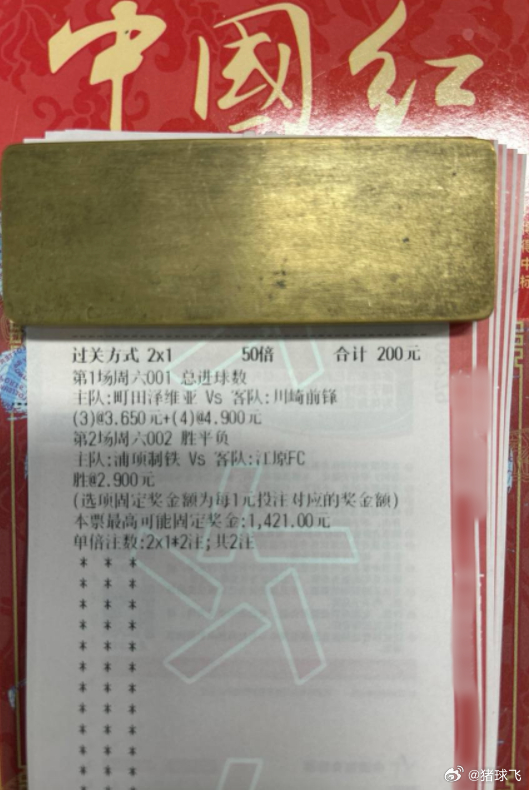 中國红
过关方式 2x1 50倍 合计 200元
第1场周六001 总进球数
主队:町田泽维亚 Vs 客队:川崎前锋
(3)@3.650元+(4)@4.900元
第2场周六002 胜平负
主队:浦项制铁 Vs 客队:江原FC
胜@2.900元
(选项固定奖金额为每1元投注对应的奖金额)
本票最高可能固定奖金:1,421.00元
单倍注数:2x1*2注;共2注
* * *
* * *
* * *
* * *
* * *
* * *
* * *
* * *
* * *
* * *
* * *
* * *
@猪球飞